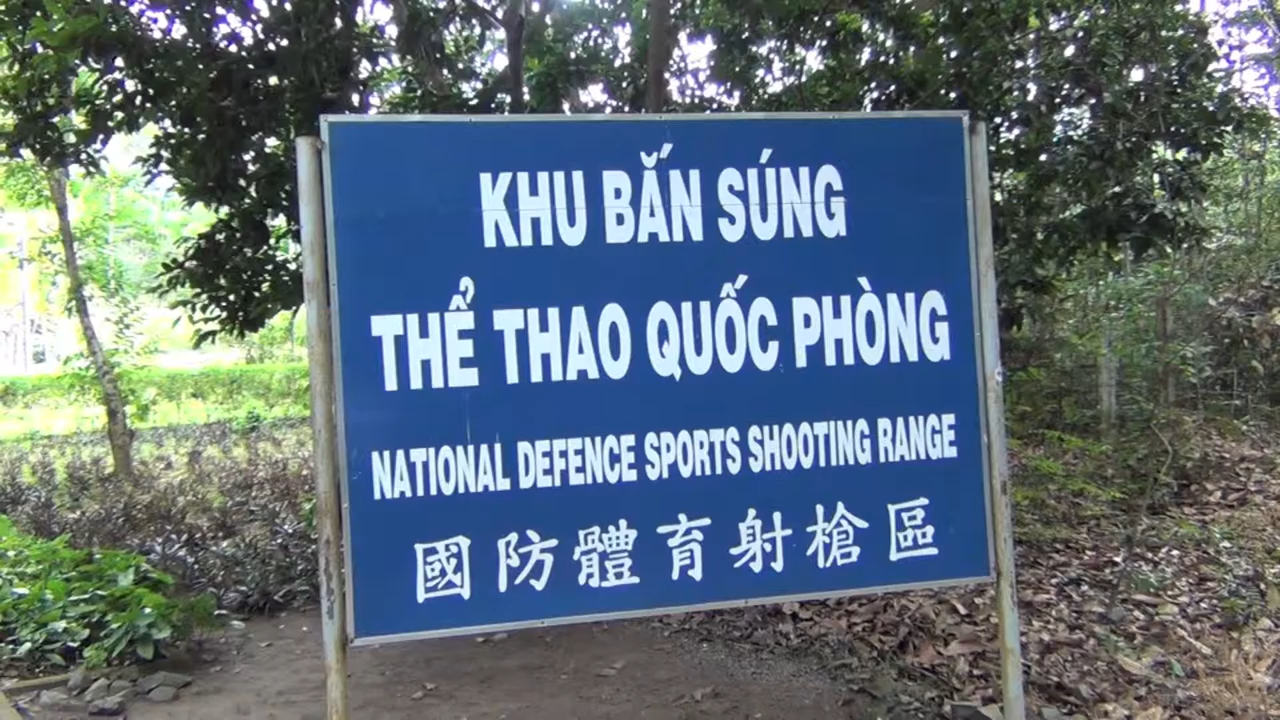 KHU BẮN SÚNG
THỂ THAO QUỐC PHÒNG
NATIONAL DEFENCE SPORTS SHOOTING RANGE
國防體育射槍區